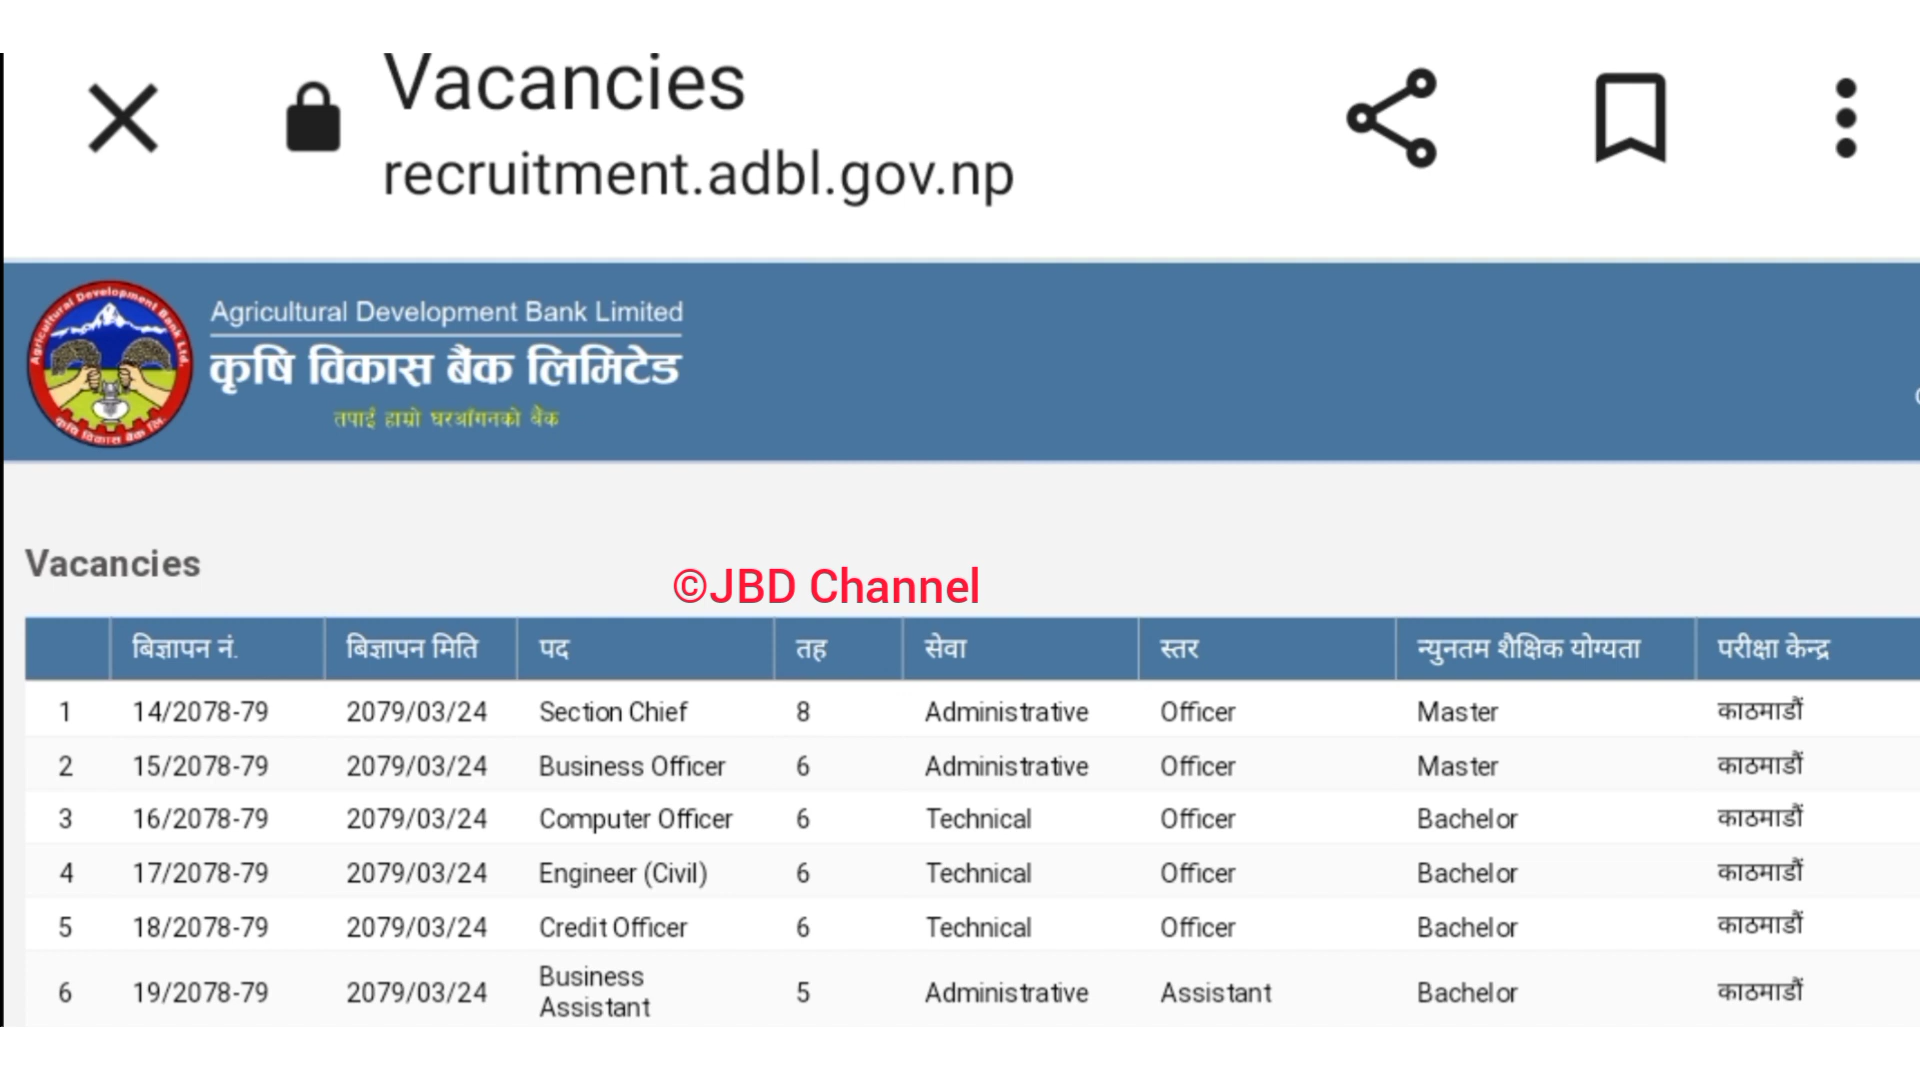 Vacancies
recruitment.adbl.gov.np
Agricultural Development Bank Ltd.
कृषि विकास बैंक लि.
Agricultural Development Bank Limited
कृषि विकास बैंक लिमिटेड
तपाईं हाम्रो घरआँगनको बैंक
Vacancies
©JBD Channel
बिज्ञापन नं. बिज्ञापन मिति पद तह सेवा स्तर न्युनतम शैक्षिक योग्यता परीक्षा केन्द्र
1 14/2078-79 2079/03/24 Section Chief 8 Administrative Officer Master काठमाडौं
2 15/2078-79 2079/03/24 Business Officer 6 Administrative Officer Master काठमाडौं
3 16/2078-79 2079/03/24 Computer Officer 6 Technical Officer Bachelor काठमाडौं
4 17/2078-79 2079/03/24 Engineer (Civil) 6 Technical Officer Bachelor काठमाडौं
5 18/2078-79 2079/03/24 Credit Officer 6 Technical Officer Bachelor काठमाडौं
6 19/2078-79 2079/03/24 Business Assistant 5 Administrative Assistant Bachelor काठमाडौं